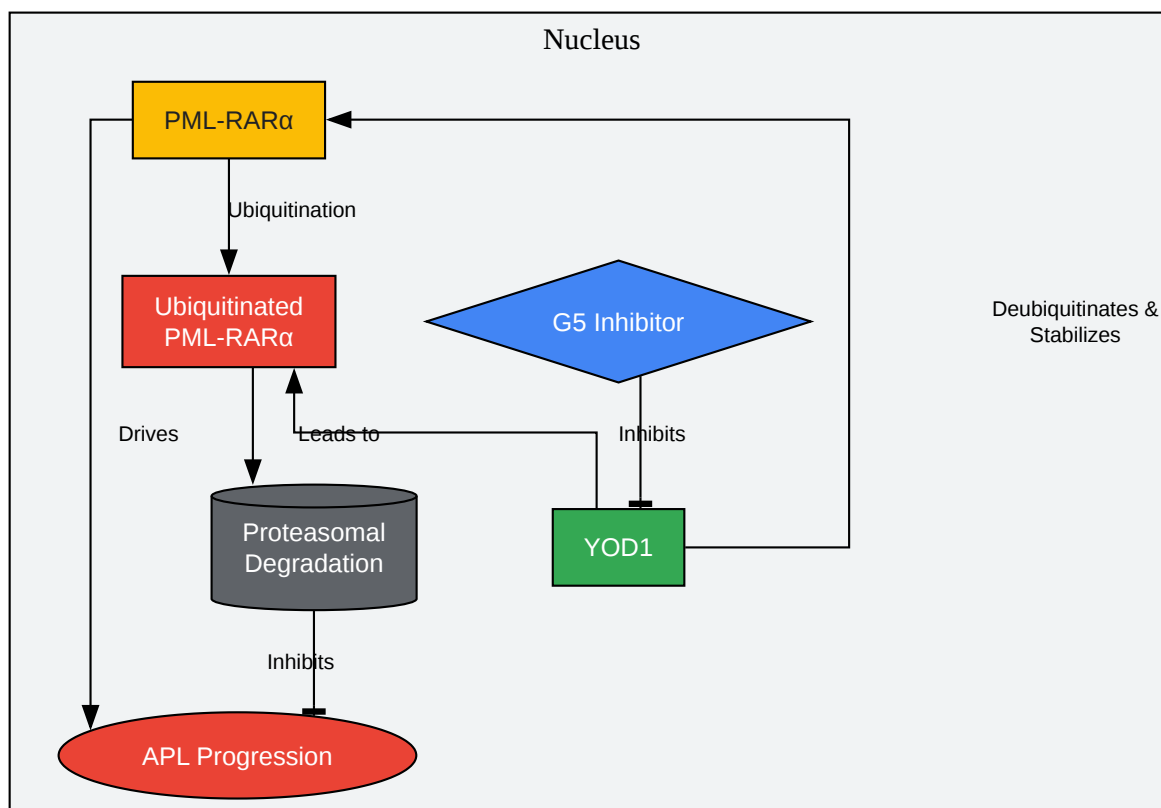 Nucleus
PML-RARα
Ubiquitination
Ubiquitinated
PML-RARα
G5 Inhibitor
Deubiquitinates &
Stabilizes
Drives
Leads to
Inhibits
Proteasomal
Degradation
YOD1
Inhibits
APL Progression